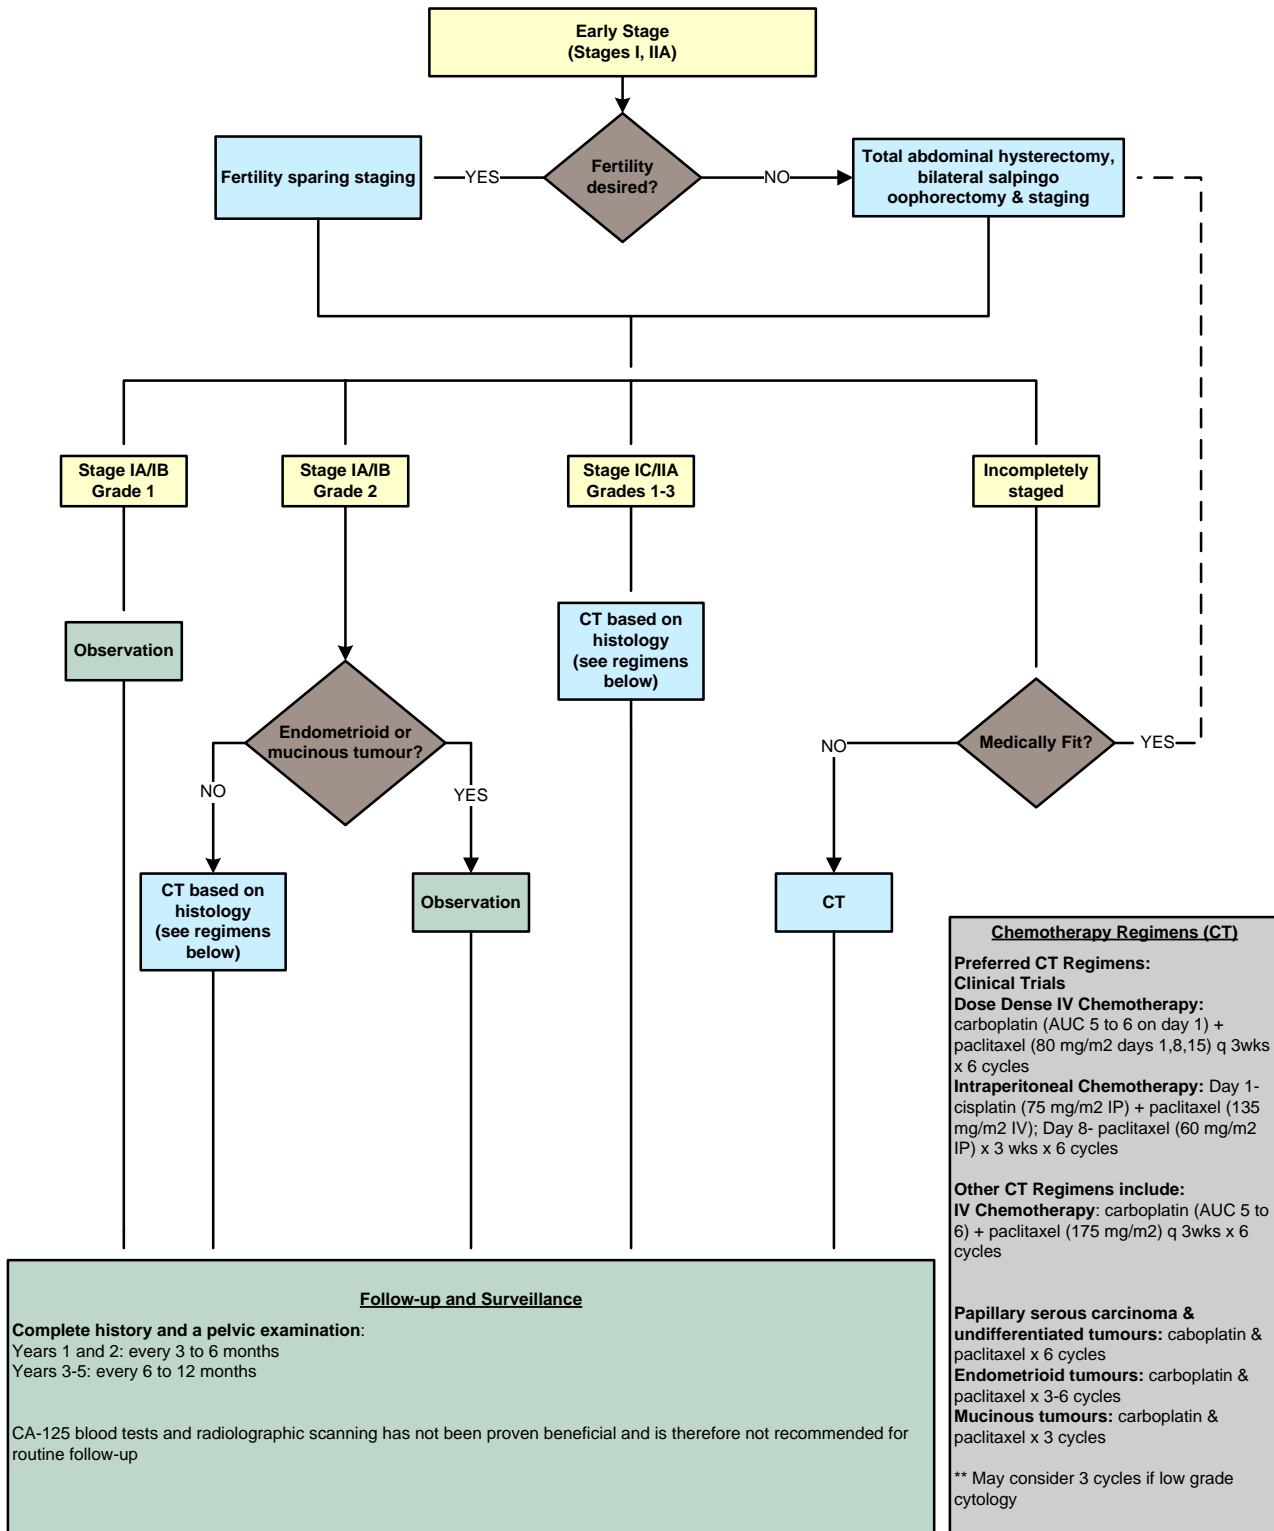 Early Stage
(Stages I, IIA)
Fertility sparing staging
YES
Fertility
desired?
NO
Total abdominal hysterectomy,
bilateral salpingo
oophorectomy & staging
Stage IA/IB
Grade 1
Stage IA/IB
Grade 2
Stage IC/IIA
Grades 1-3
Incompletely
staged
Observation
CT based on
histology
(see regimens
below)
Endometrioid or
mucinous tumour?
NO
YES
Medically Fit?
NO
YES
CT based on
histology
(see regimens
below)
Observation
CT
Chemotherapy Regimens (CT)
Preferred CT Regimens:
Clinical Trials
Dose Dense IV Chemotherapy:
carboplatin (AUC 5 to 6 on day 1) +
paclitaxel (80 mg/m2 days 1,8,15) q 3wks
x 6 cycles
Intraperitoneal Chemotherapy: Day 1-
cisplatin (75 mg/m2 IP) + paclitaxel (135
mg/m2 IV); Day 8- paclitaxel (60 mg/m2
IP) x 3 wks x 6 cycles
Other CT Regimens include:
IV Chemotherapy: carboplatin (AUC 5 to
6) + paclitaxel (175 mg/m2) q 3wks x 6
cycles
Papillary serous carcinoma &
undifferentiated tumours: caboplatin &
paclitaxel x 6 cycles
Endometrioid tumours: carboplatin &
paclitaxel x 3-6 cycles
Mucinous tumours: carboplatin &
paclitaxel x 3 cycles
** May consider 3 cycles if low grade
cytology
Follow-up and Surveillance
Complete history and a pelvic examination:
Years 1 and 2: every 3 to 6 months
Years 3-5: every 6 to 12 months
CA-125 blood tests and radiolographic scanning has not been proven beneficial and is therefore not recommended for
routine follow-up